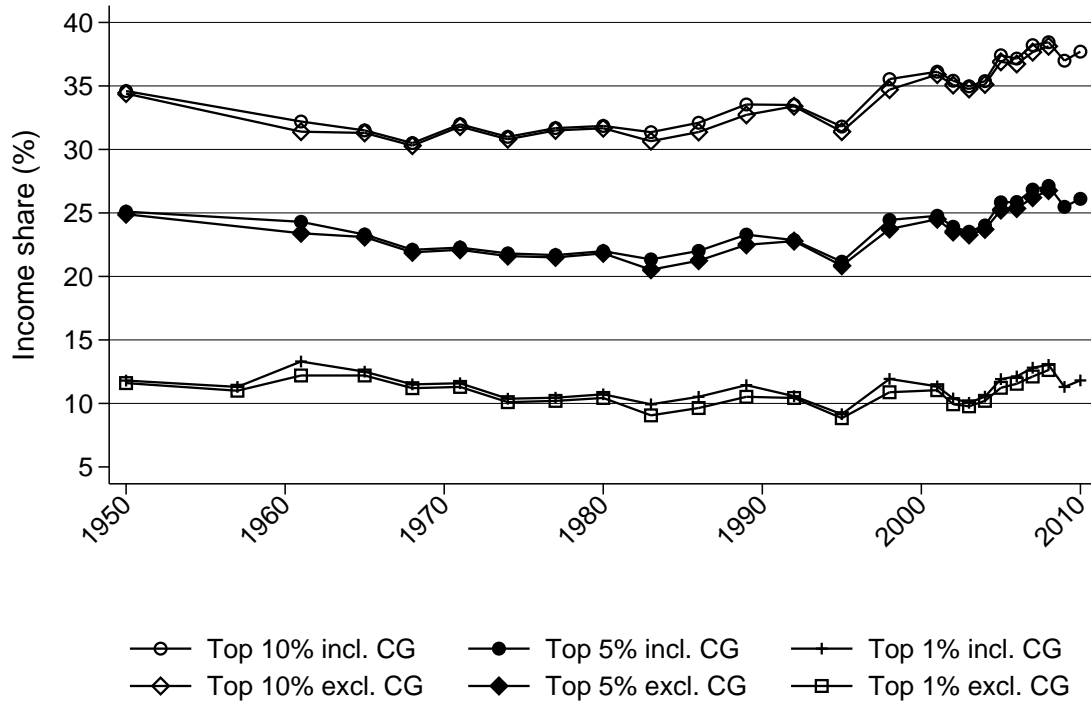 Income share (%)
40
35
30
25
20
15
10
5
1950
1960
1970
1980
1990
2000
2010
Top 10% incl. CG
Top 5% incl. CG
Top 1% incl. CG
Top 10% excl. CG
Top 5% excl. CG
Top 1% excl. CG